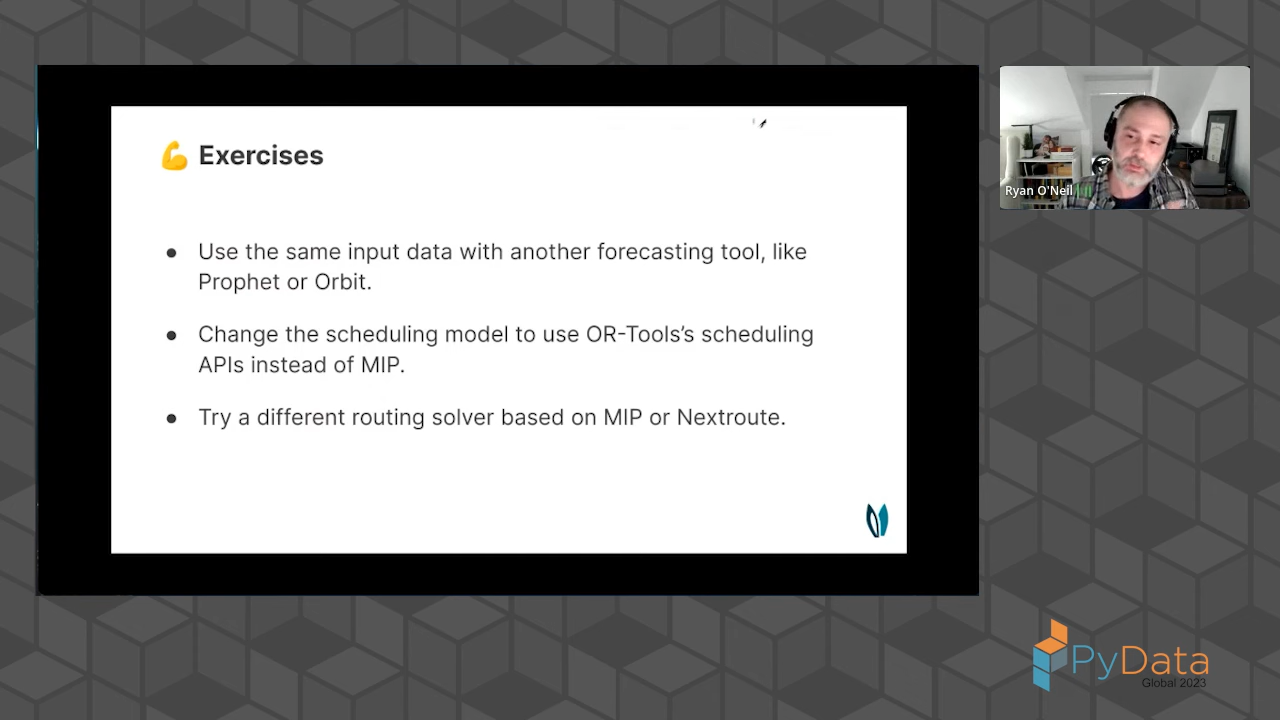 💪 Exercises
● Use the same input data with another forecasting tool, like
Prophet or Orbit.
● Change the scheduling model to use OR-Tools’s scheduling
APIs instead of MIP.
● Try a different routing solver based on MIP or Nextroute.
Ryan O'Neil
PyData
Global 2023